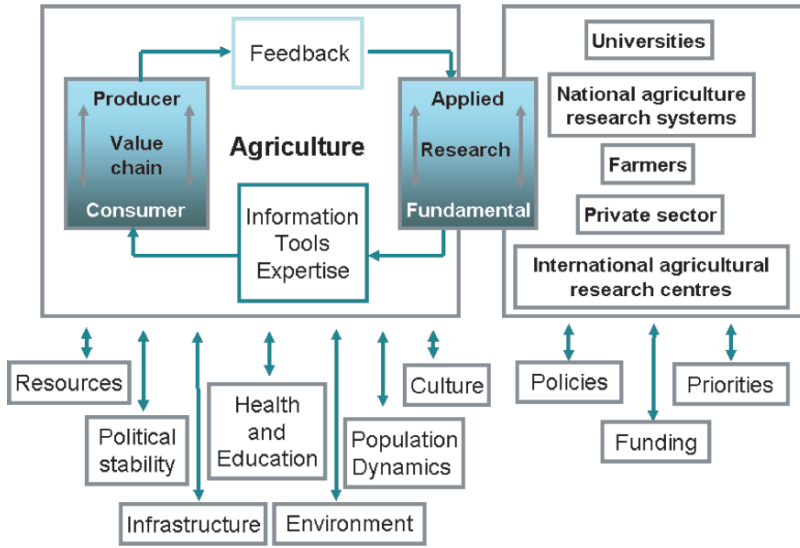 Feedback
Producer
Value
chain
Consumer
Agriculture
Applied
Research
Fundamental
Information
Tools
Expertise
Universities
National agriculture
research systems
Farmers
Private sector
International agricultural
research centres
Resources
Political
stability
Infrastructure
Health
and
Education
Environment
Population
Dynamics
Culture
Policies
Funding
Priorities